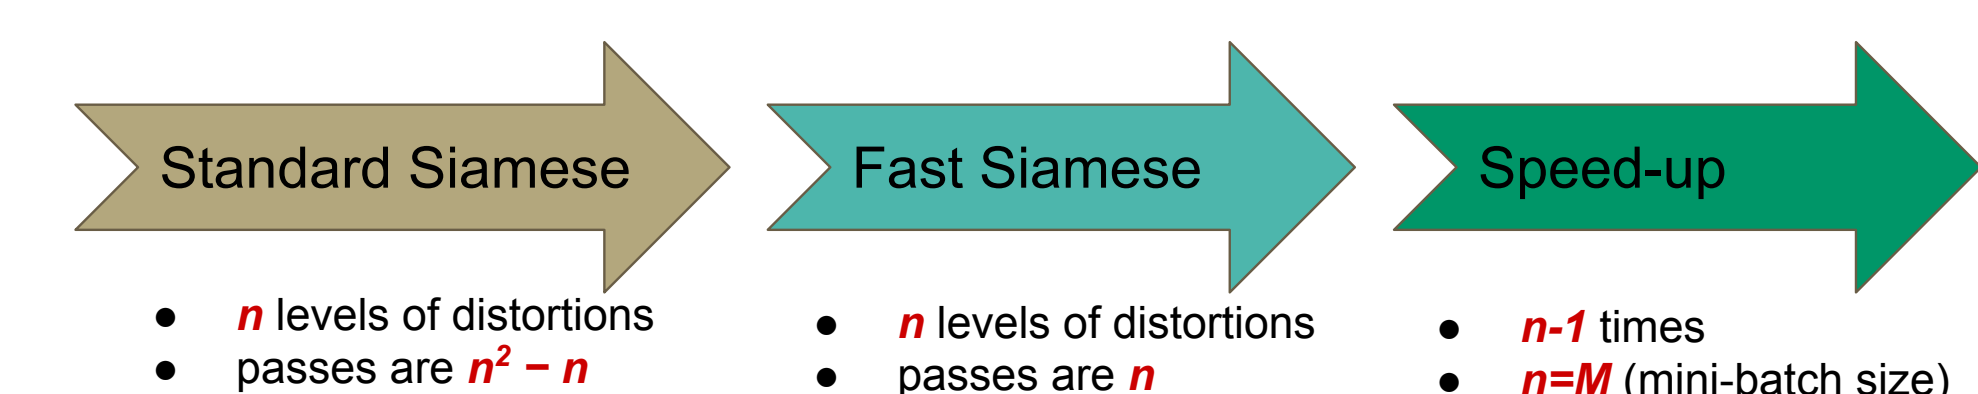 Standard Siamese
● n levels of distortions
● passes are n² − n
Fast Siamese
● n levels of distortions
● passes are n
Speed-up
● n-1 times
● n=M (mini-batch size)